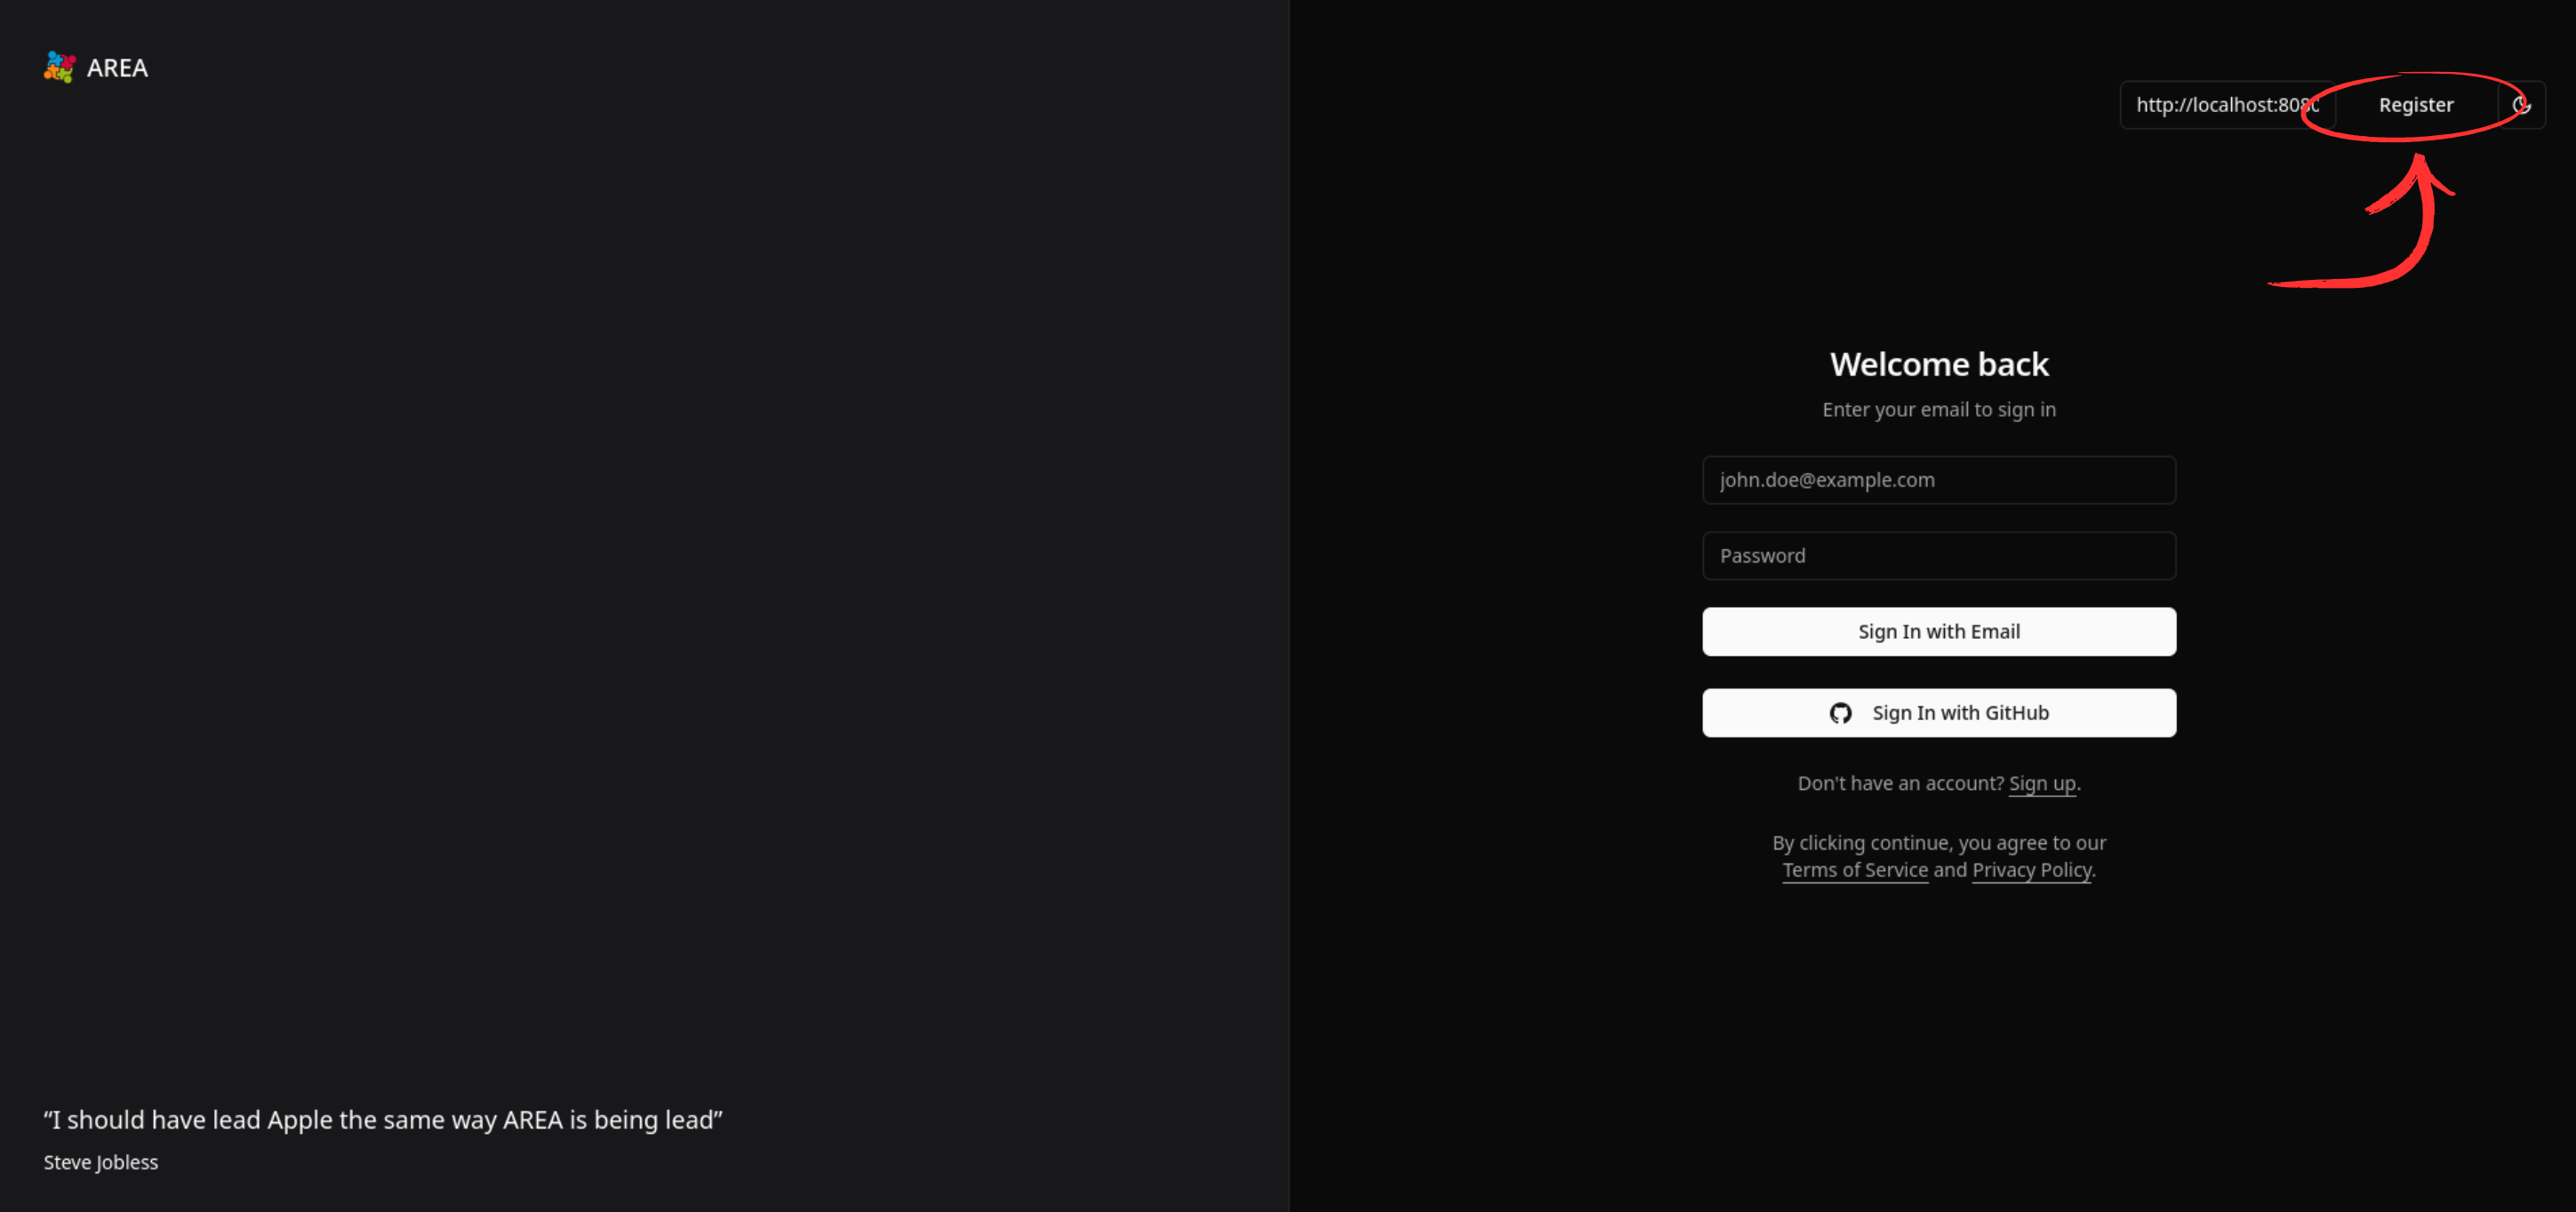 AREA
http://localhost:8080
Register
Welcome back
Enter your email to sign in
john.doe@example.com
Password
Sign In with Email
Sign In with GitHub
Don't have an account? Sign up.
By clicking continue, you agree to our
Terms of Service and Privacy Policy.
“I should have lead Apple the same way AREA is being lead”
Steve Jobless